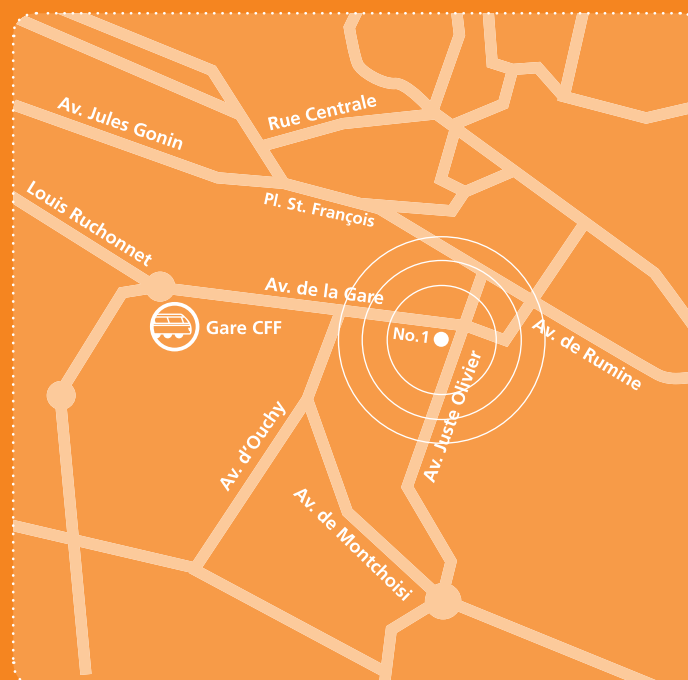 Av. Jules Gonin
Rue Centrale
Louis Ruchonnet
Pl. St. François
Av. de la Gare
Gare CFF
No.1
Av. de Rumine
Av. Juste Olivier
Av. d'Ouchy
Av. de Montchoisi